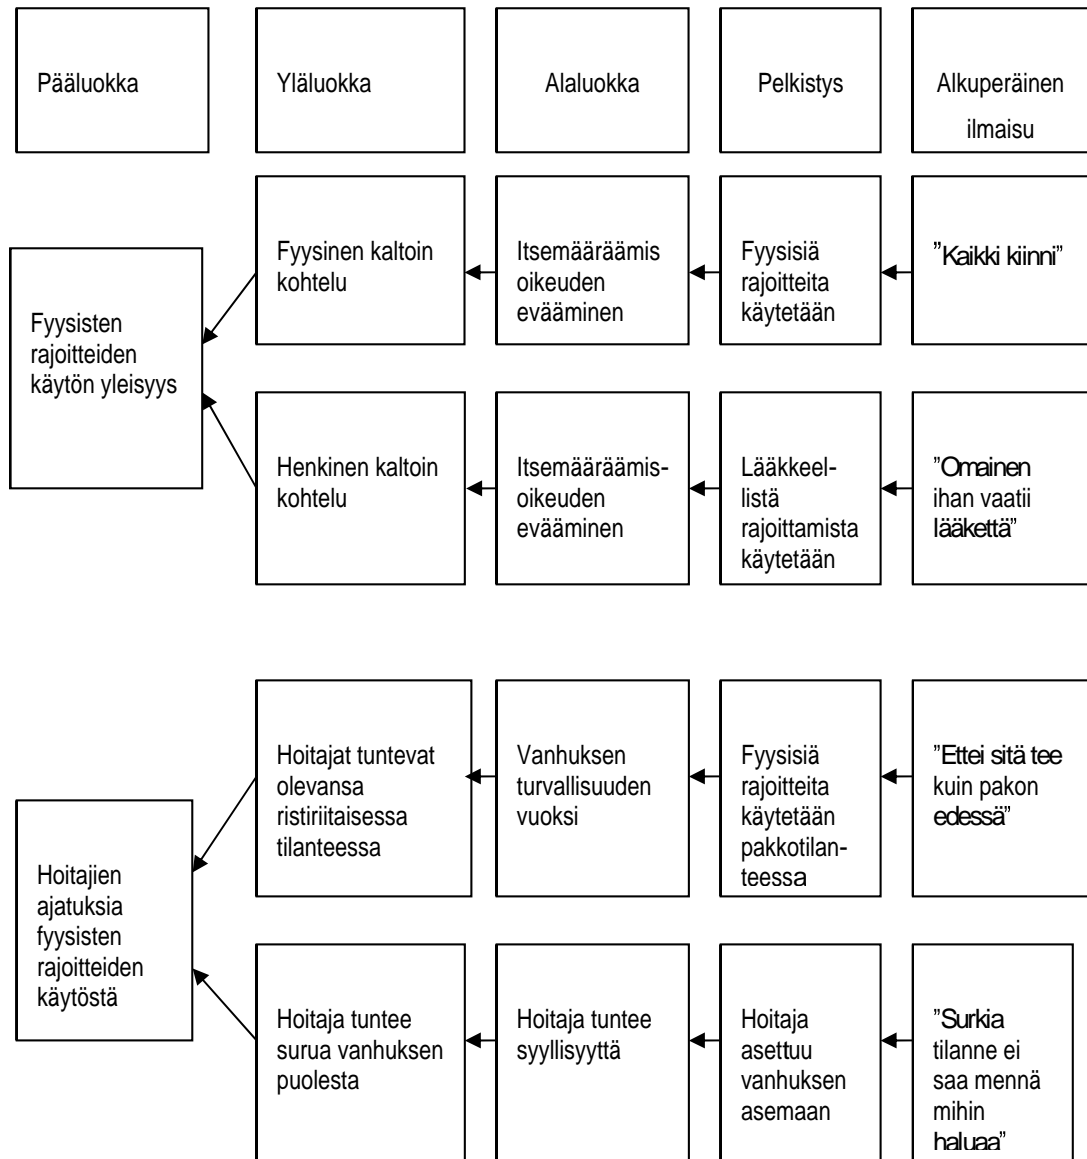 Pääluokka
Yläluokka
Alaluokka
Pelkistys
Alkuperäinen
ilmaisu
Fyysisten
rajoitteiden
käytön yleisyys
Fyysinen kaltoin
kohtelu
Itsemääräämis
oikeuden
evääminen
Fyysisiä
rajoitteita
käytetään
"Kaikki kiinni"
Henkinen kaltoin
kohtelu
Itsemääräämis-
oikeuden
evääminen
Lääkkeel-
listä
rajoittamista
käytetään
"Omainen
ihan vaatii
lääkettä"
Hoitajien
ajatuksia
fyysisten
rajoitteiden
käytöstä
Hoitajat tuntevat
olevansa
ristiriitaisessa
tilanteessa
Vanhuksen
turvallisuuden
vuoksi
Fyysisiä
rajoitteita
käytetään
pakkotilan-
teessa
"Ettei sitä tee
kuin pakon
edessä"
Hoitaja tuntee
surua vanhuksen
puolesta
Hoitaja tuntee
syyllisyyttä
Hoitaja
asettuu
vanhuksen
asemaan
"Surkia
tilanne ei
saa mennä
mihin
haluaa"